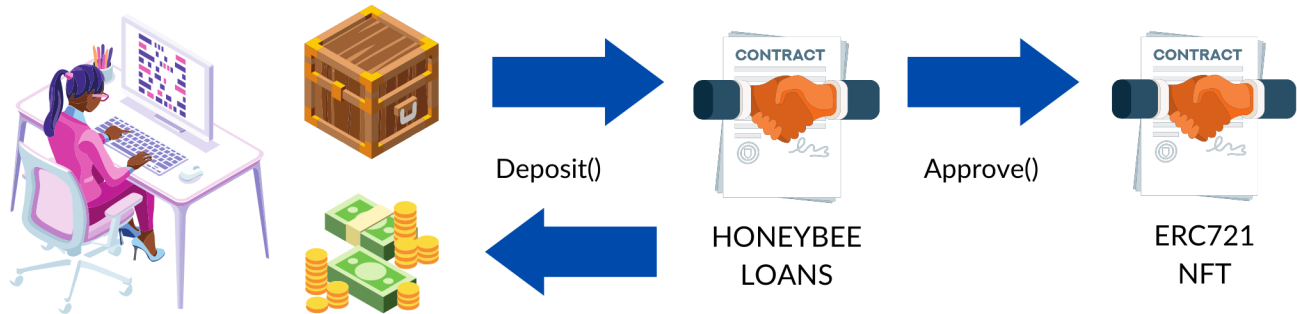 CONTRACT
CONTRACT
Deposit()
Approve()
HONEYBEE
LOANS
ERC721
NFT